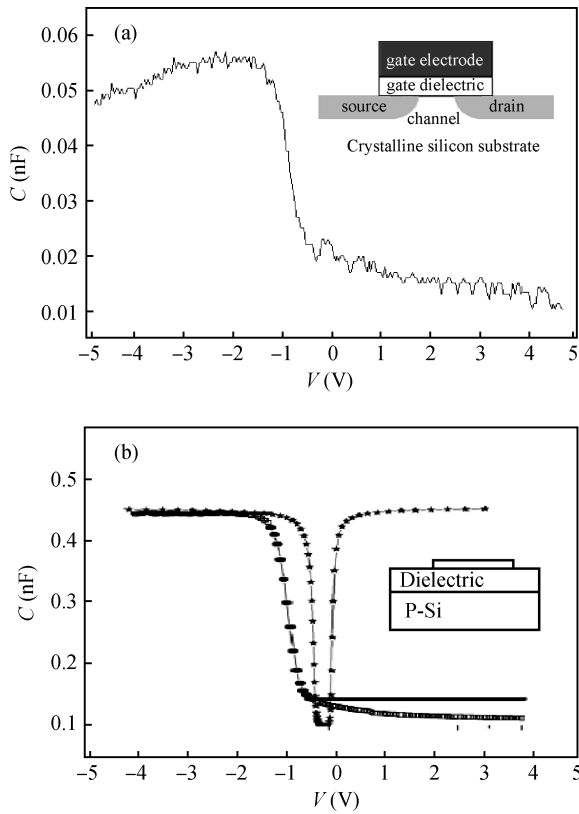 (a)
gate electrode
gate dielectric
source
drain
channel
Crystalline silicon substrate
C (nF)
0.06
0.05
0.04
0.03
0.02
0.01
–5 –4 –3 –2 –1 0 1 2 3 4 5
V (V)
(b)
Dielectric
P-Si
C (nF)
0.5
0.4
0.3
0.2
0.1
–5 –4 –3 –2 –1 0 1 2 3 4 5
V (V)